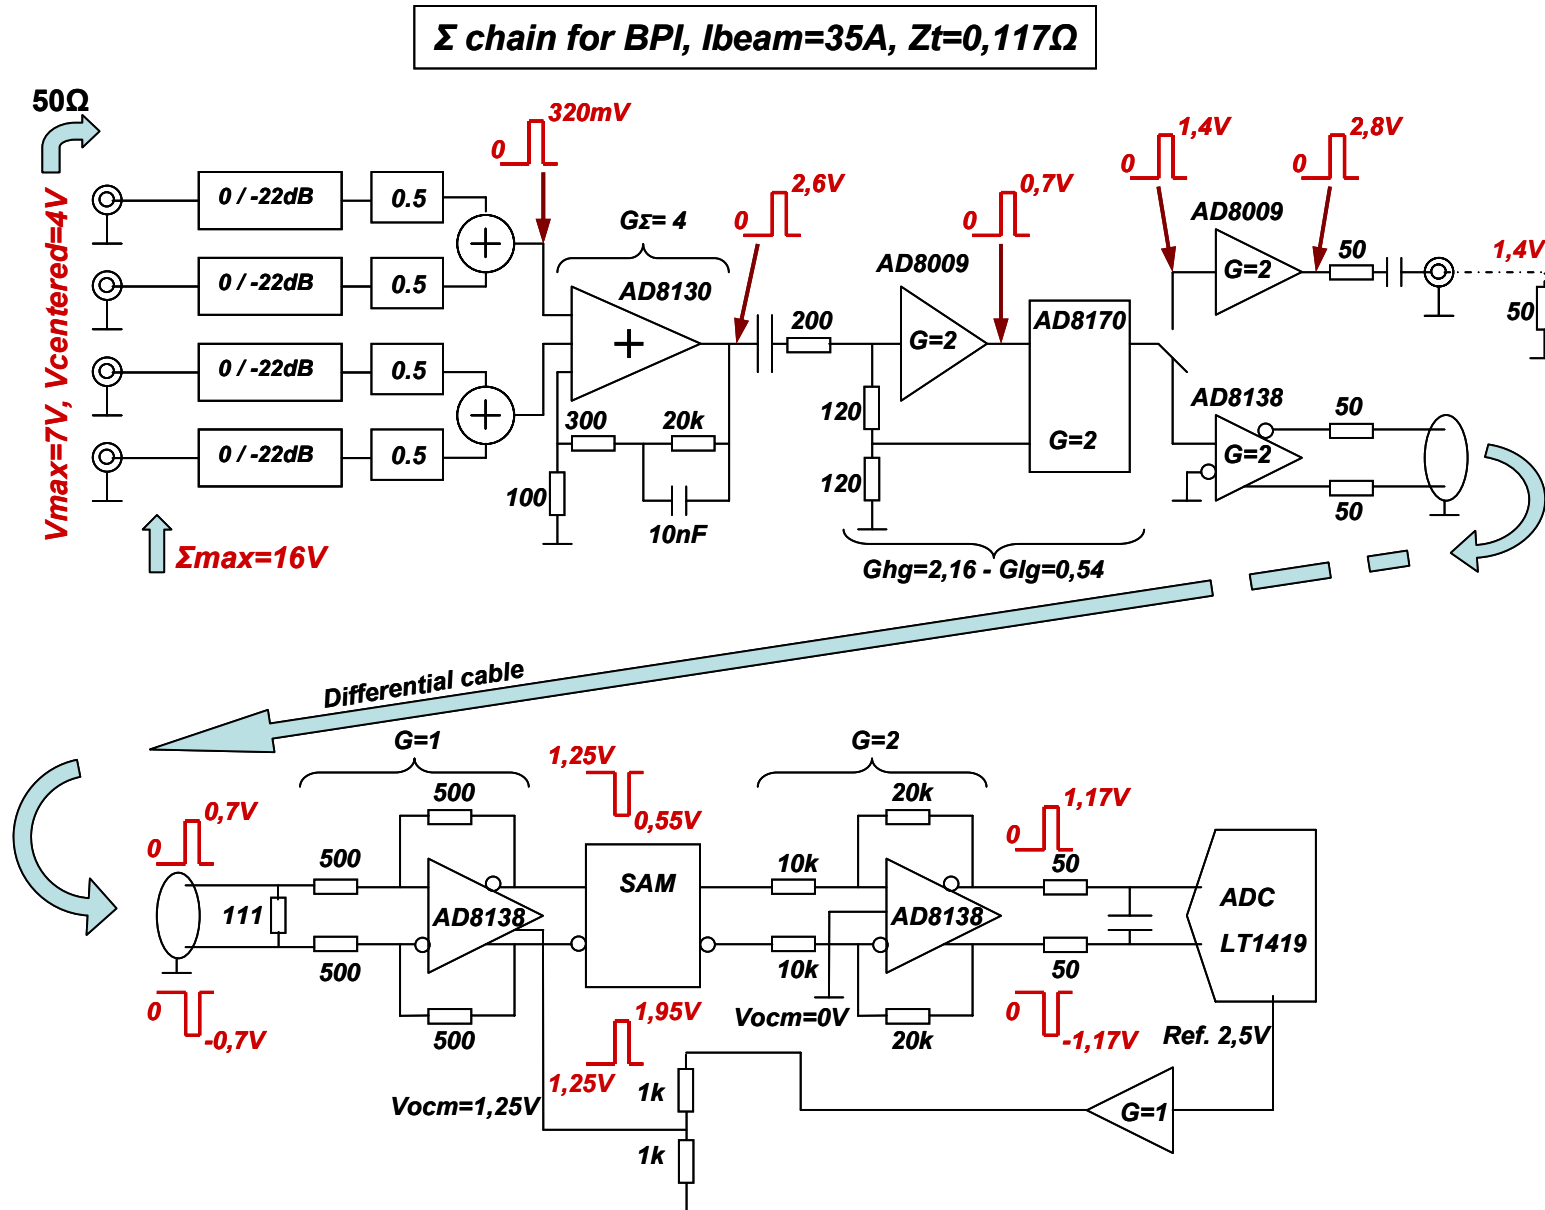 Σ chain for BPI, Ibeam=35A, Zt=0,117Ω
50Ω
Vmax=7V, Vcentered=4V
0 / -22dB
0.5
0 / -22dB
0.5
0 / -22dB
0.5
0 / -22dB
0.5
Σmax=16V
0
320mV
GΣ= 4
AD8130
300
20k
100
10nF
0
2,6V
200
120
120
AD8009
G=2
0
0,7V
AD8170
G=2
Ghg=2,16 - Glg=0,54
0
1,4V
AD8009
G=2
0
2,8V
50
1,4V
50
AD8138
G=2
50
50
Differential cable
0
0,7V
111
0
-0,7V
G=1
500
500
AD8138
500
500
1,25V
0,55V
SAM
1,95V
1,25V
Vocm=1,25V
G=2
20k
10k
AD8138
10k
20k
Vocm=0V
0
1,17V
50
50
0
-1,17V
ADC
LT1419
Ref. 2,5V
G=1
1k
1k